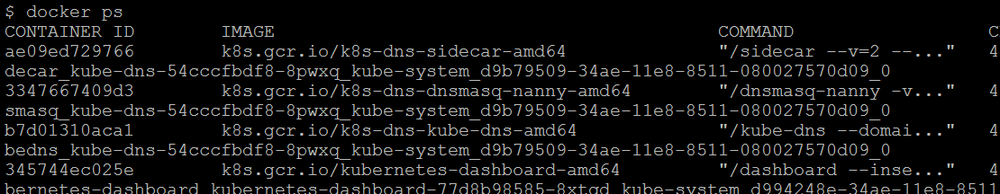 $ docker ps
CONTAINER ID        IMAGE                                         COMMAND                  C
ae09ed729766        k8s.gcr.io/k8s-dns-sidecar-amd64              "/sidecar --v=2 --..."   4
decar_kube-dns-54cccfbdf8-8pwxq_kube-system_d9b79509-34ae-11e8-8511-080027570d09_0
3347667409d3        k8s.gcr.io/k8s-dns-dnsmasq-nanny-amd64        "/dnsmasq-nanny -v..."   4
smasq_kube-dns-54cccfbdf8-8pwxq_kube-system_d9b79509-34ae-11e8-8511-080027570d09_0
b7d01310aca1        k8s.gcr.io/k8s-dns-kube-dns-amd64             "/kube-dns --domai..."   4
bedns_kube-dns-54cccfbdf8-8pwxq_kube-system_d9b79509-34ae-11e8-8511-080027570d09_0
345744ec025e        k8s.gcr.io/kubernetes-dashboard-amd64         "/dashboard --inse..."   4
bernetes-dashboard_kubernetes-dashboard-77d8b98585-8xtgd_kube-system_d994248e-34ae-11e8-8511